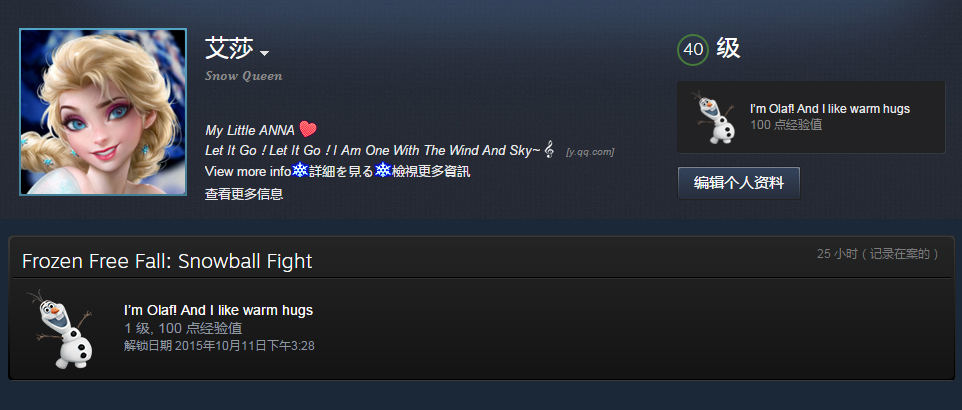 艾莎
Snow Queen
My Little ANNA
Let It Go！Let It Go！I Am One With The Wind And Sky~ [y.qq.com]
View more info詳細を見る檢視更多資訊
查看更多信息
40 级
I'm Olaf! And I like warm hugs
100 点经验值
编辑个人资料
Frozen Free Fall: Snowball Fight
25 小时（记录在案的）
I'm Olaf! And I like warm hugs
1 级, 100 点经验值
解锁日期 2015年10月11日下午3:28